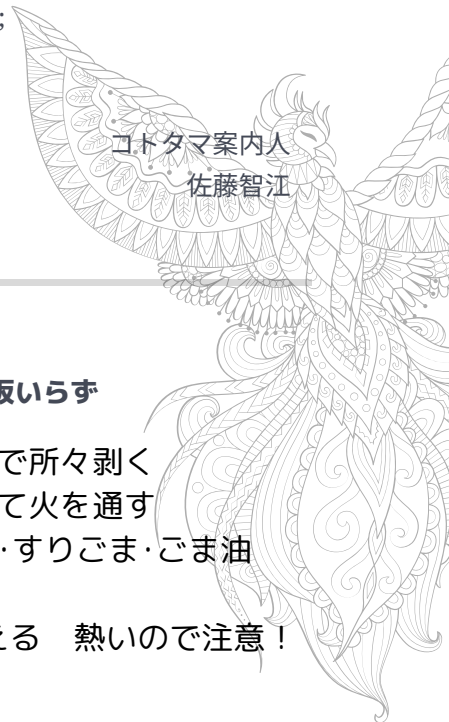 ;
コトタマ案内人
佐藤智江
板いらず
で所々剥く
て火を通す
・すりごま・ごま油
える　熱いので注意！